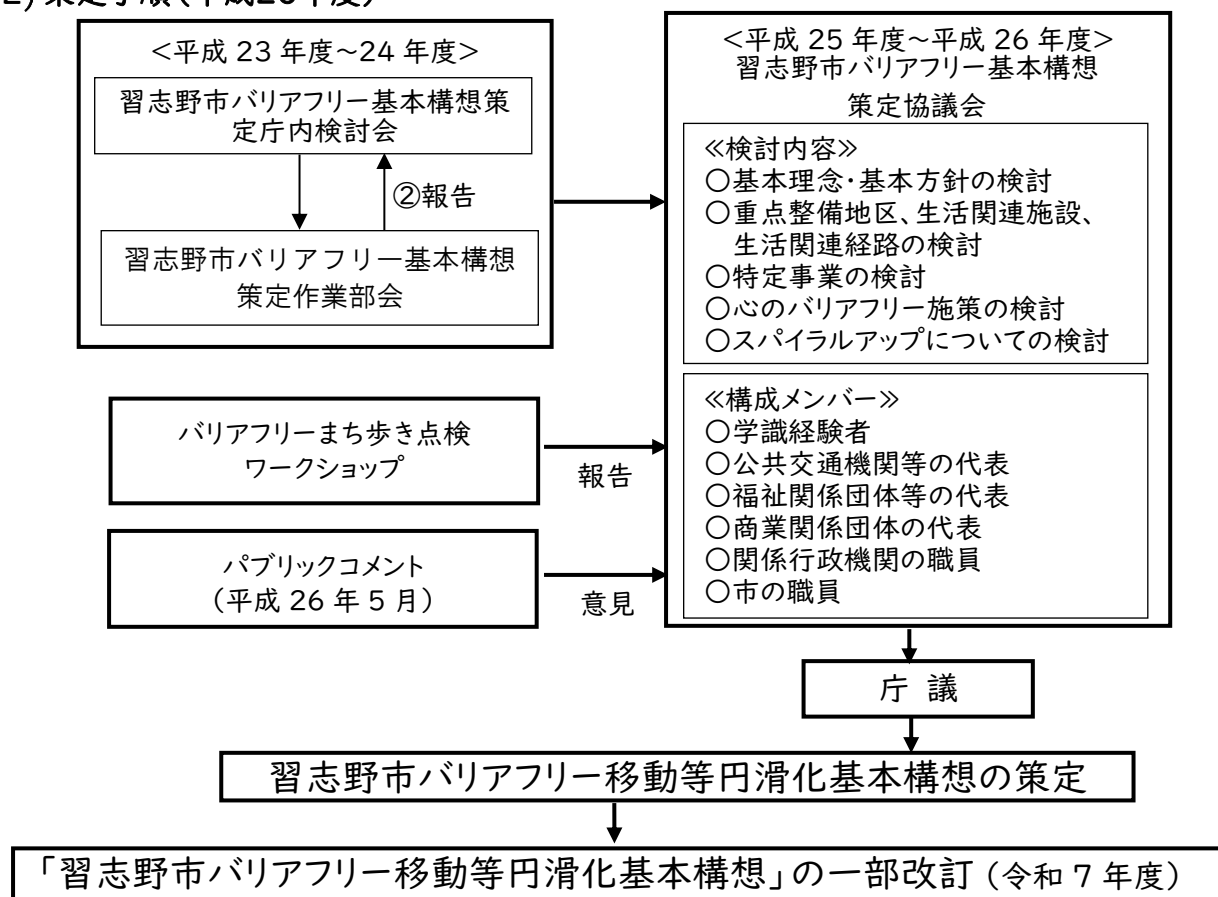 2) 策定手順(平成26年度)
<平成 23 年度~24 年度>
習志野市バリアフリー基本構想策
定庁内検討会
②報告
習志野市バリアフリー基本構想
策定作業部会
バリアフリーまち歩き点検
ワークショップ
報告
パブリックコメント
(平成 26 年 5 月)
意見
<平成 25 年度~平成 26 年度>
習志野市バリアフリー基本構想
策定協議会
≪検討内容≫
○基本理念・基本方針の検討
○重点整備地区、生活関連施設、
生活関連経路の検討
○特定事業の検討
○心のバリアフリー施策の検討
○スパイラルアップについての検討
≪構成メンバー≫
○学識経験者
○公共交通機関等の代表
○福祉関係団体等の代表
○商業関係団体の代表
○関係行政機関の職員
○市の職員
庁 議
習志野市バリアフリー移動等円滑化基本構想の策定
「習志野市バリアフリー移動等円滑化基本構想」の一部改訂(令和 7 年度)